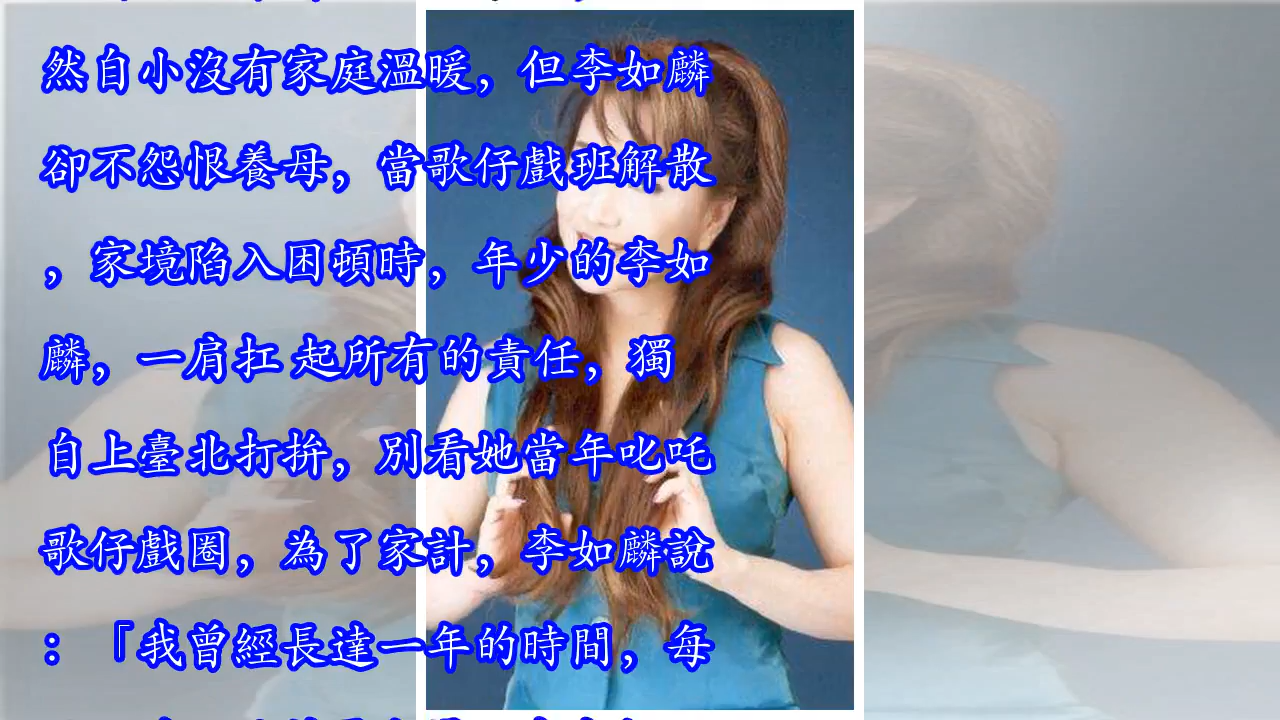 然自小沒有家庭溫暖，但李如麟
卻不怨恨養母，當歌仔戲班解散
，家境陷入困頓時，年少的李如
麟，一肩扛起所有的責任，獨
自上臺北打拚，別看她當年叱吒
歌仔戲圈，為了家計，李如麟說
：「我曾經長達一年的時間，每